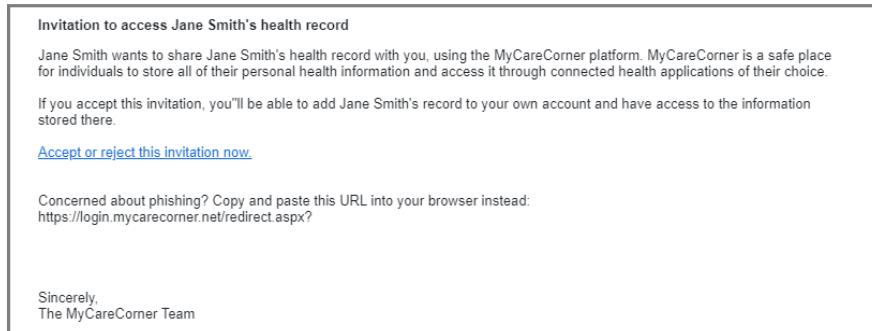 Invitation to access Jane Smith's health record
Jane Smith wants to share Jane Smith's health record with you, using the MyCareCorner platform. MyCareCorner is a safe place
for individuals to store all of their personal health information and access it through connected health applications of their choice.
If you accept this invitation, you"ll be able to add Jane Smith's record to your own account and have access to the information
stored there.
Accept or reject this invitation now.
Concerned about phishing? Copy and paste this URL into your browser instead:
https://login.mycarecorner.net/redirect.aspx?
Sincerely,
The MyCareCorner Team